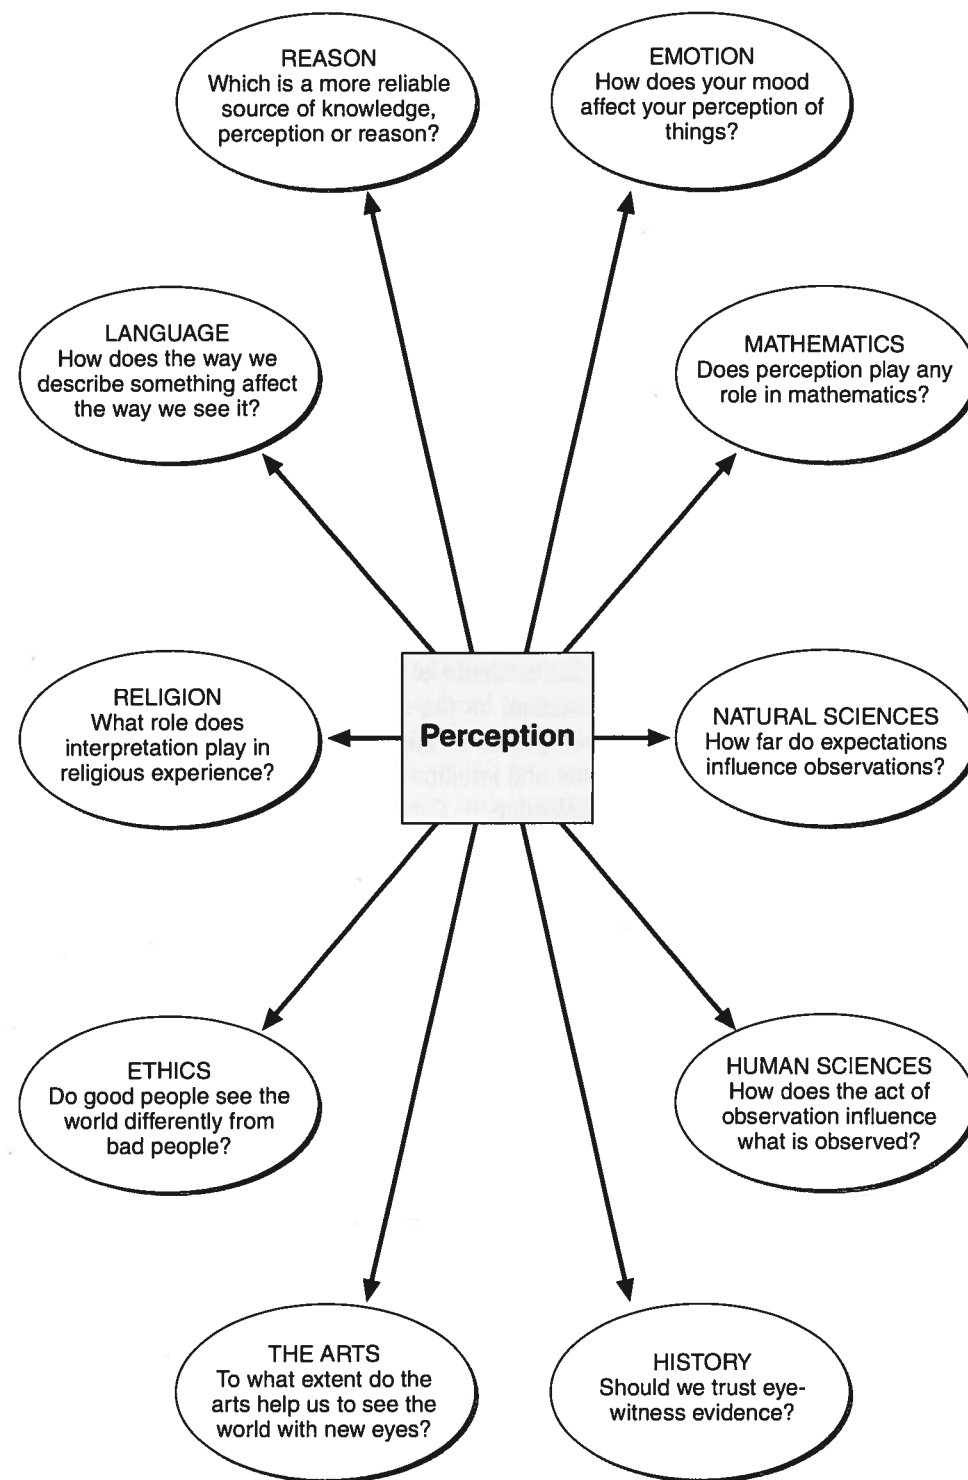 REASON
Which is a more reliable
source of knowledge,
perception or reason?
EMOTION
How does your mood
affect your perception of
things?
LANGUAGE
How does the way we
describe something affect
the way we see it?
MATHEMATICS
Does perception play any
role in mathematics?
RELIGION
What role does
interpretation play in
religious experience?
Perception
NATURAL SCIENCES
How far do expectations
influence observations?
ETHICS
Do good people see the
world differently from
bad people?
HUMAN SCIENCES
How does the act of
observation influence
what is observed?
THE ARTS
To what extent do the
arts help us to see the
world with new eyes?
HISTORY
Should we trust eye-
witness evidence?